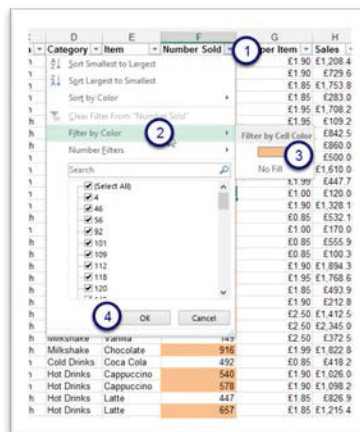 Category Item Number Sold per Item Sales
Sort Smallest to Largest
Sort Largest to Smallest
Sort by Color
Clear Filter From "Number Sold"
Filter by Color
Number Filters
Search
(Select All)
4
46
56
92
101
109
112
118
120
OK Cancel
Filter by Cell Color
No Fill
1
2
3
4
£1.90 £1,208.4
£1.90 £729.6
£1.85 £1,753.8
£1.85 £283.0
£1.95 £1,708.2
£1.95 £109.2
£842.5
£860.0
£500.0
£1,610.0
£1.99 £447.7
£1.00 £120.0
£1.90 £1,328.1
£0.85 £532.1
£1.00 £170.0
£0.85 £555.9
£0.85 £100.3
£1.90 £1,894.3
£1.95 £1,768.6
£1.85 £493.9
£1.90 £212.8
£2.50 £1,412.5
£2.50 £2,345.0
Milkshake Vanilla 149 £2.50 £372.5
Milkshake Chocolate 916 £1.99 £1,822.8
Cold Drinks Coca Cola 492 £0.85 £418.2
Hot Drinks Cappuccino 540 £1.90 £1,026.0
Hot Drinks Cappuccino 578 £1.90 £1,098.2
Hot Drinks Latte 447 £1.85 £826.9
Hot Drinks Latte 657 £1.85 £1,215.4